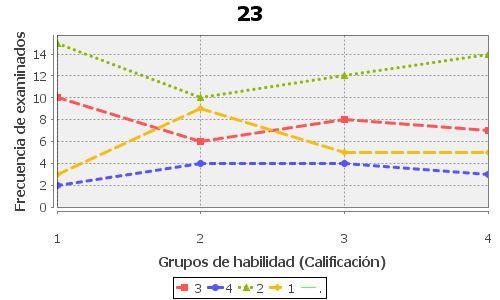 23
Frecuencia de examinados
14
12
10
8
6
4
2
0
1 2 3 4
Grupos de habilidad (Calificación)
3 4 2 1 .